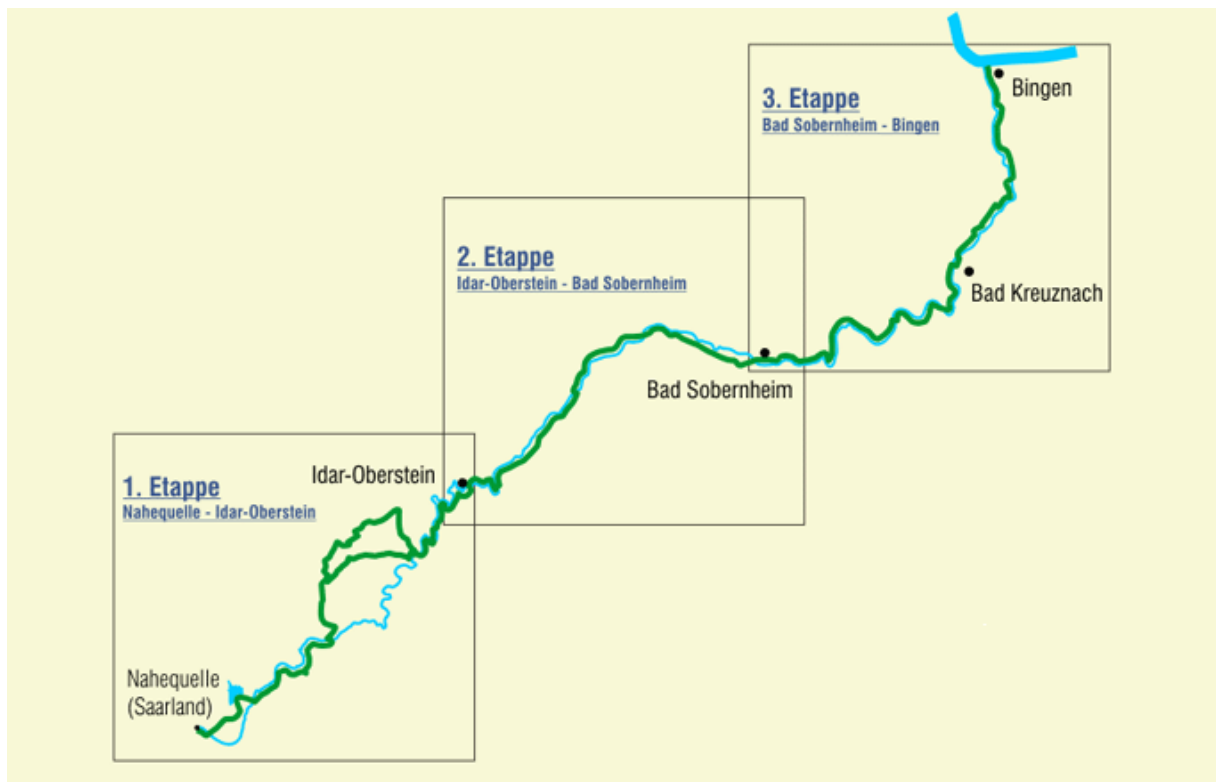 Bingen
3. Etappe
Bad Sobernheim - Bingen
2. Etappe
Idar-Oberstein - Bad Sobernheim
Bad Kreuznach
Bad Sobernheim
Idar-Oberstein
1. Etappe
Nahequelle - Idar-Oberstein
Nahequelle
(Saarland)